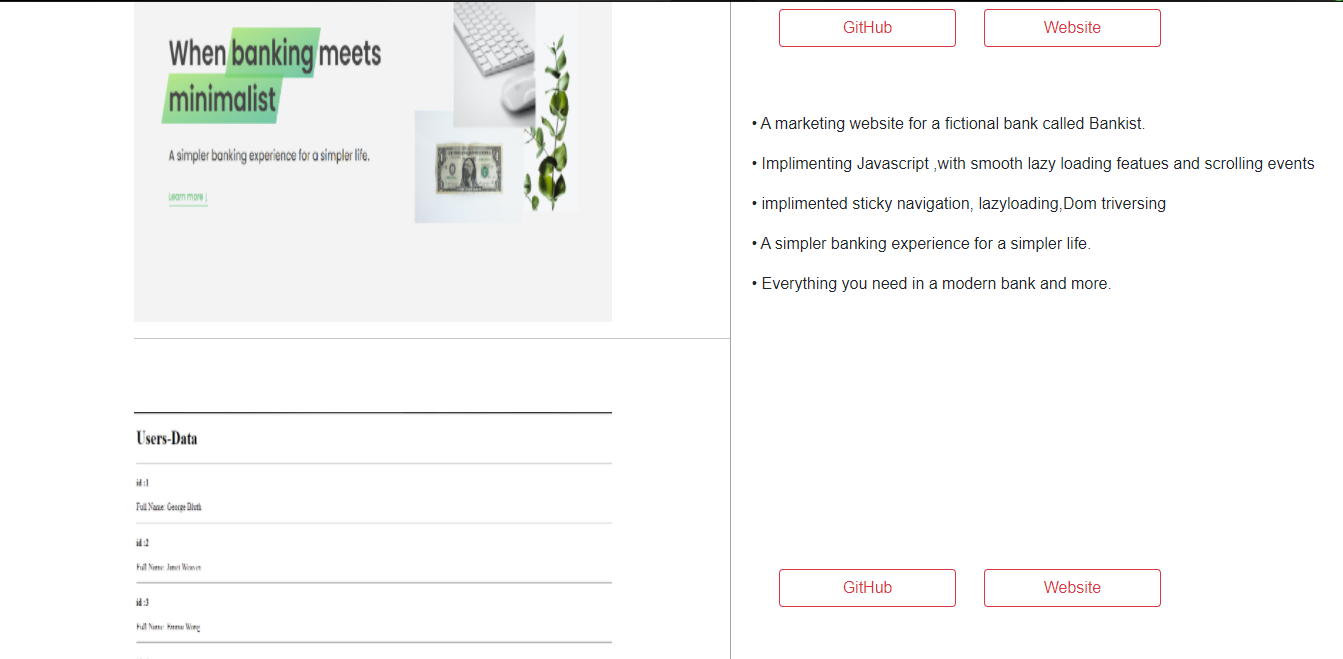 When banking meets
minimalist
A simpler banking experience for a simpler life.
Learn more ↓
GitHub Website
• A marketing website for a fictional bank called Bankist.
• Implimenting Javascript ,with smooth lazy loading featues and scrolling events
• implimented sticky navigation, lazyloading,Dom triversing
• A simpler banking experience for a simpler life.
• Everything you need in a modern bank and more.
Users-Data
id :1
Full Name: George Bluth
id :2
Full Name: Janet Weaver
id :3
Full Name: Emma Wong
GitHub Website